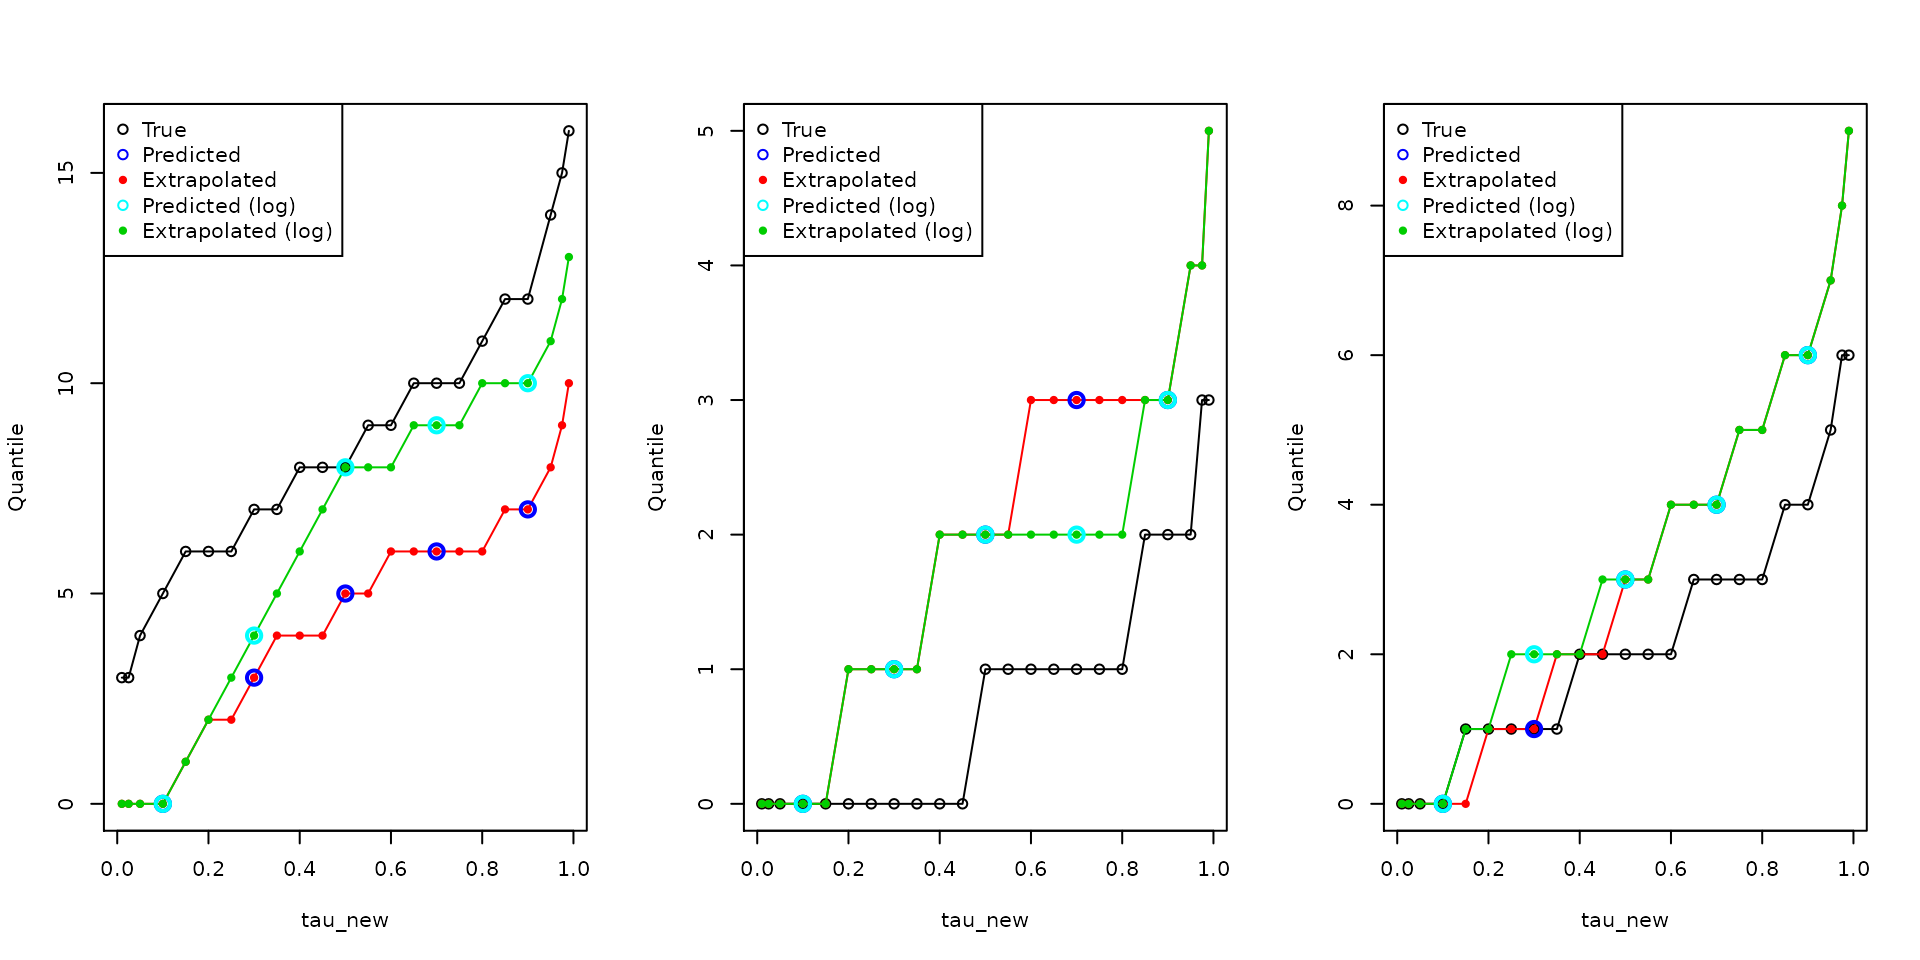 True
Predicted
Extrapolated
Predicted (log)
Extrapolated (log)
Quantile
15
10
5
0
0.0 0.2 0.4 0.6 0.8 1.0
tau_new
True
Predicted
Extrapolated
Predicted (log)
Extrapolated (log)
Quantile
5
4
3
2
1
0
0.0 0.2 0.4 0.6 0.8 1.0
tau_new
True
Predicted
Extrapolated
Predicted (log)
Extrapolated (log)
Quantile
8
6
4
2
0
0.0 0.2 0.4 0.6 0.8 1.0
tau_new